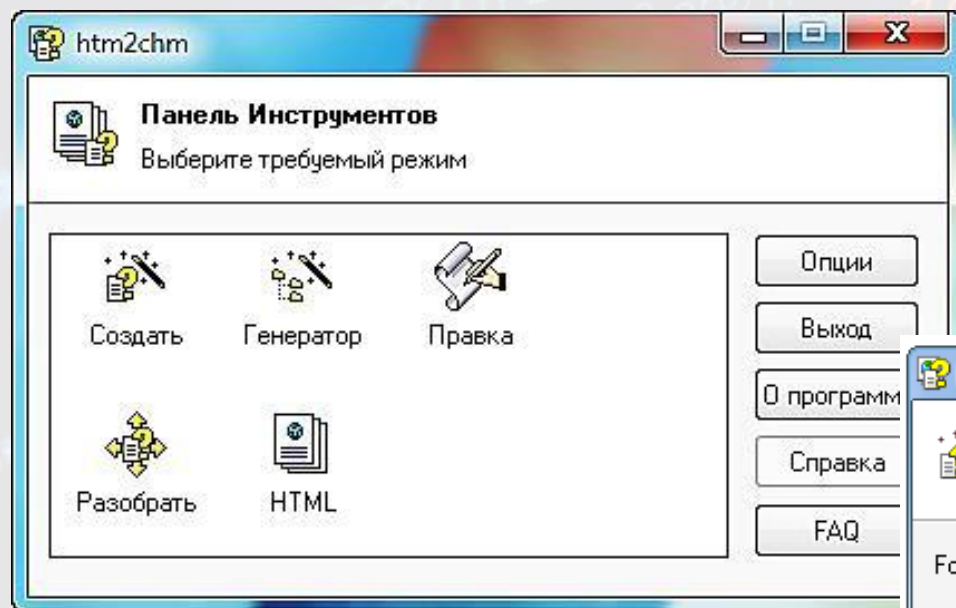 htm2chm
Панель Инструментов
Выберите требуемый режим
Создать Генератор Правка
Разобрать HTML
Опции
Выход
О программ
Справка
FAQ
Fo